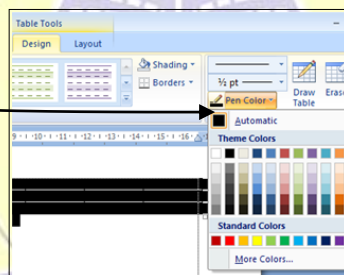 Table Tools
Design Layout
Shading
Borders
½ pt
Pen Color
Draw Table
Automatic
Theme Colors
Standard Colors
More Colors...